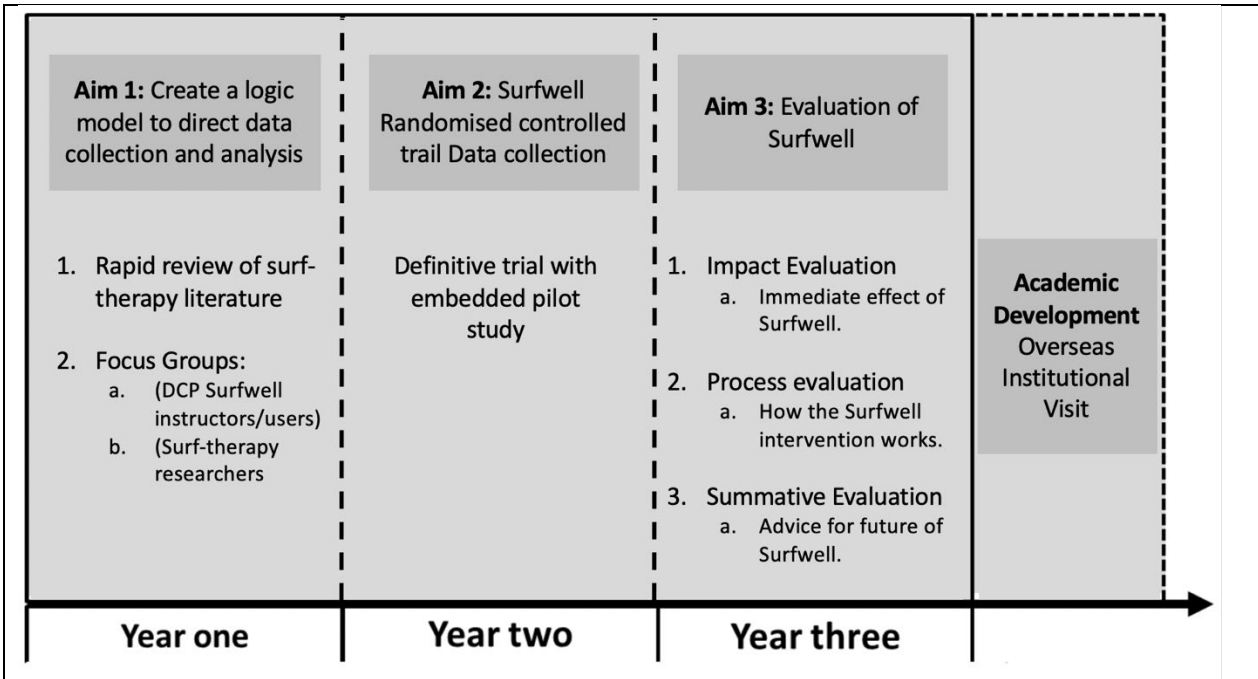 Aim 1: Create a logic
model to direct data
collection and analysis
1. Rapid review of surf-
therapy literature
2. Focus Groups:
a. (DCP Surfwell
instructors/users)
b. (Surf-therapy
researchers
Aim 2: Surfwell
Randomised controlled
trail Data collection
Definitive trial with
embedded pilot
study
Aim 3: Evaluation of
Surfwell
1. Impact Evaluation
a. Immediate effect of
Surfwell.
2. Process evaluation
a. How the Surfwell
intervention works.
3. Summative Evaluation
a. Advice for future of
Surfwell.
Academic
Development
Overseas
Institutional
Visit
Year one
Year two
Year three